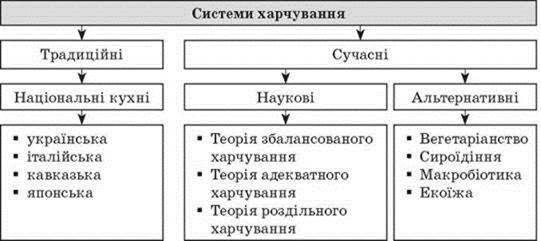 Системи харчування
Традиційні
Сучасні
Національні кухні
Наукові
Альтернативні
▪ українська
▪ італійська
▪ кавказька
▪ японська
▪ Теорія збалансованого
харчування
▪ Теорія адекватного
харчування
▪ Теорія роздільного
харчування
▪ Вегетаріанство
▪ Сироїдіння
▪ Макробіотика
▪ Екоїжа